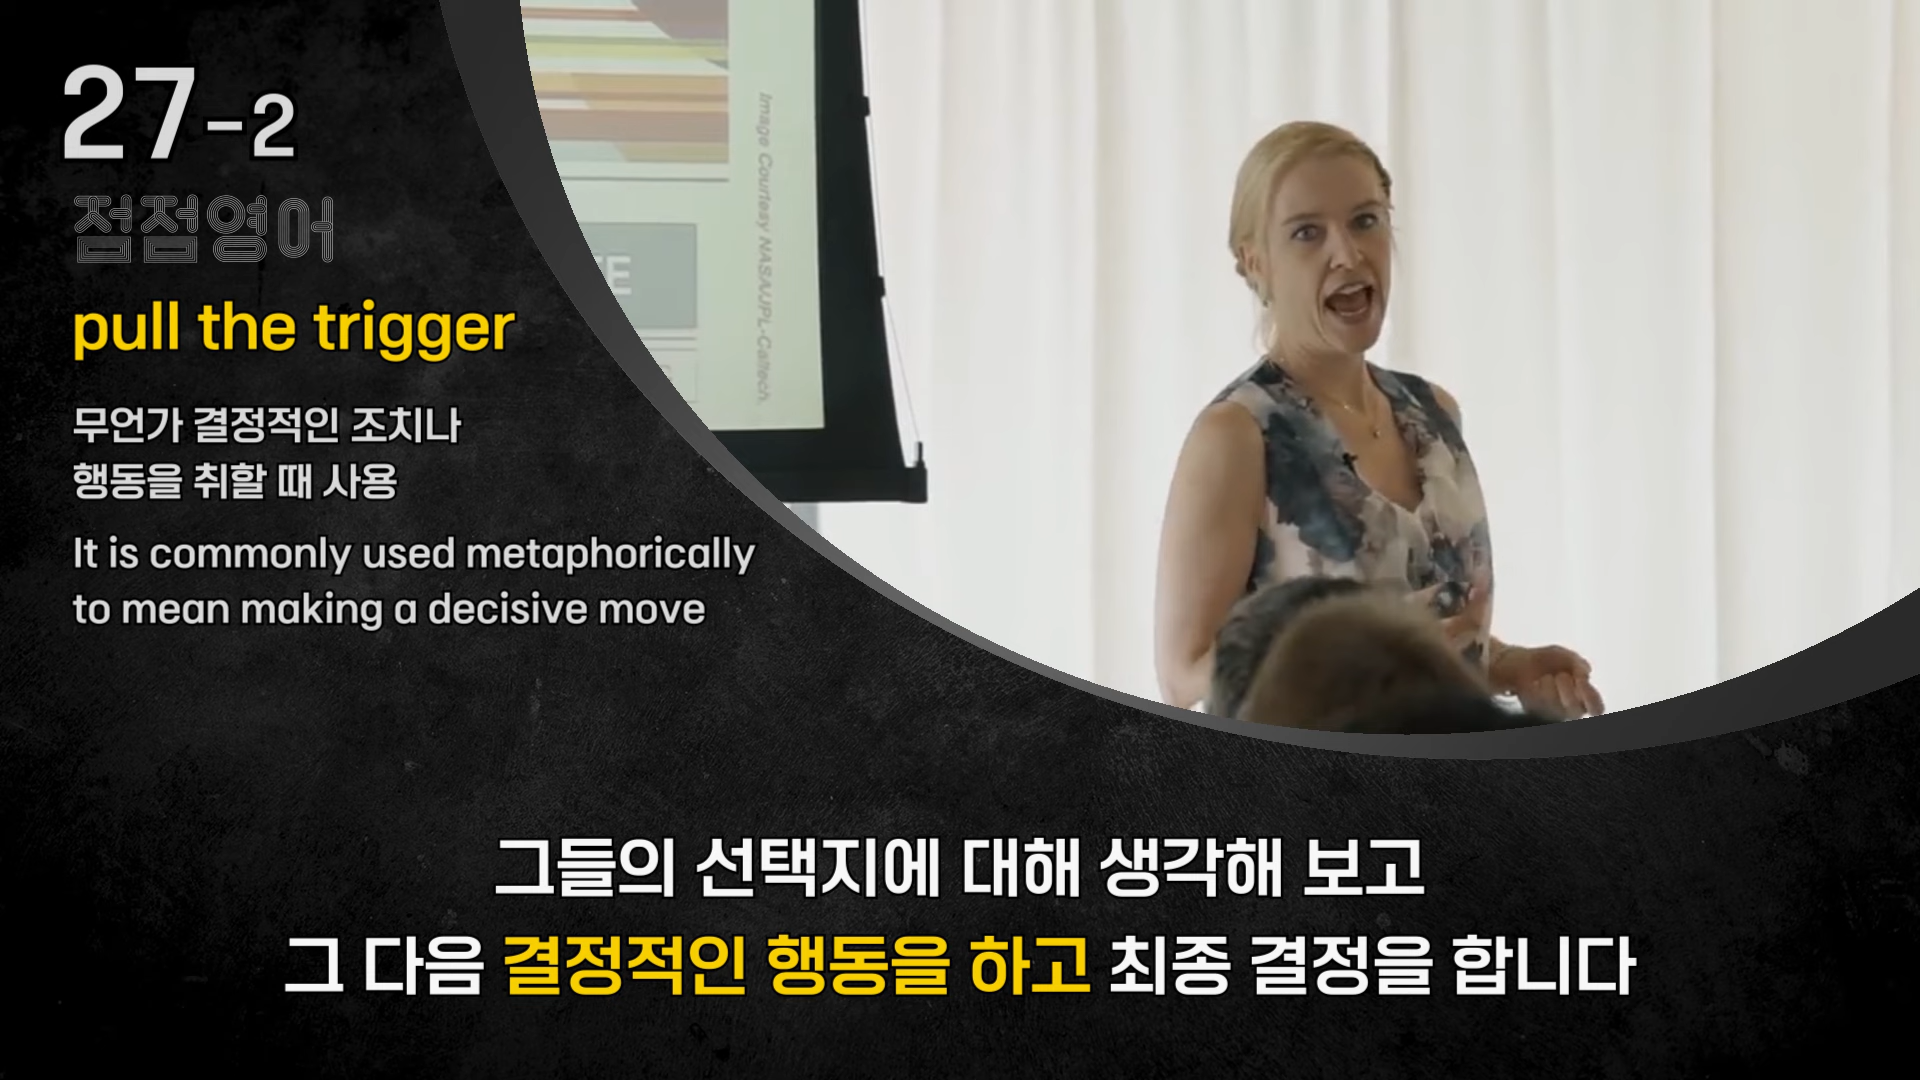 27-2
점점영어
pull the trigger
무언가 결정적인 조치나
행동을 취할 때 사용
It is commonly used metaphorically
to mean making a decisive move
Image Courtesy NASA/JPL-Caltech.
그들의 선택지에 대해 생각해 보고
그 다음 결정적인 행동을 하고 최종 결정을 합니다